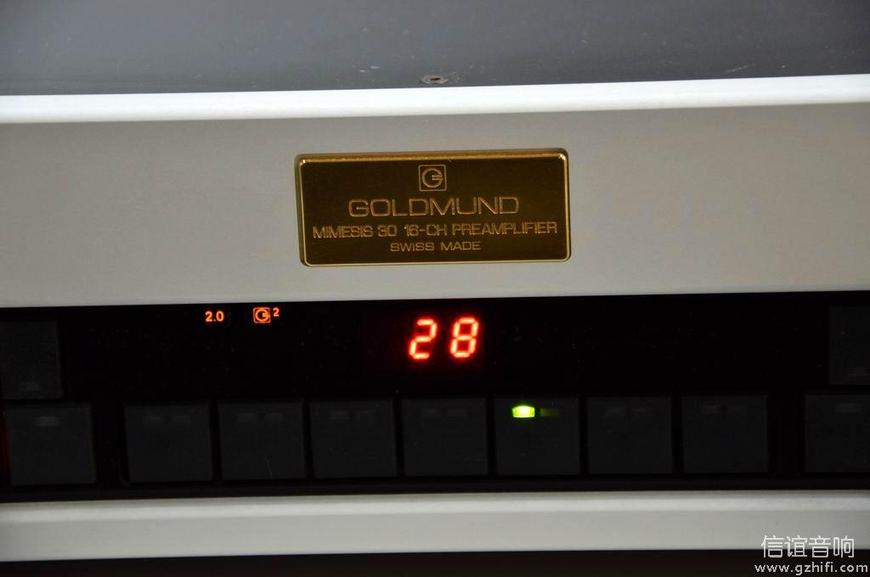 GOLDMUND
MIMESIS 30 16-CH PREAMPLIFIER
SWISS MADE
2.0 G 2
28
信谊音响
www.gzhifi.com